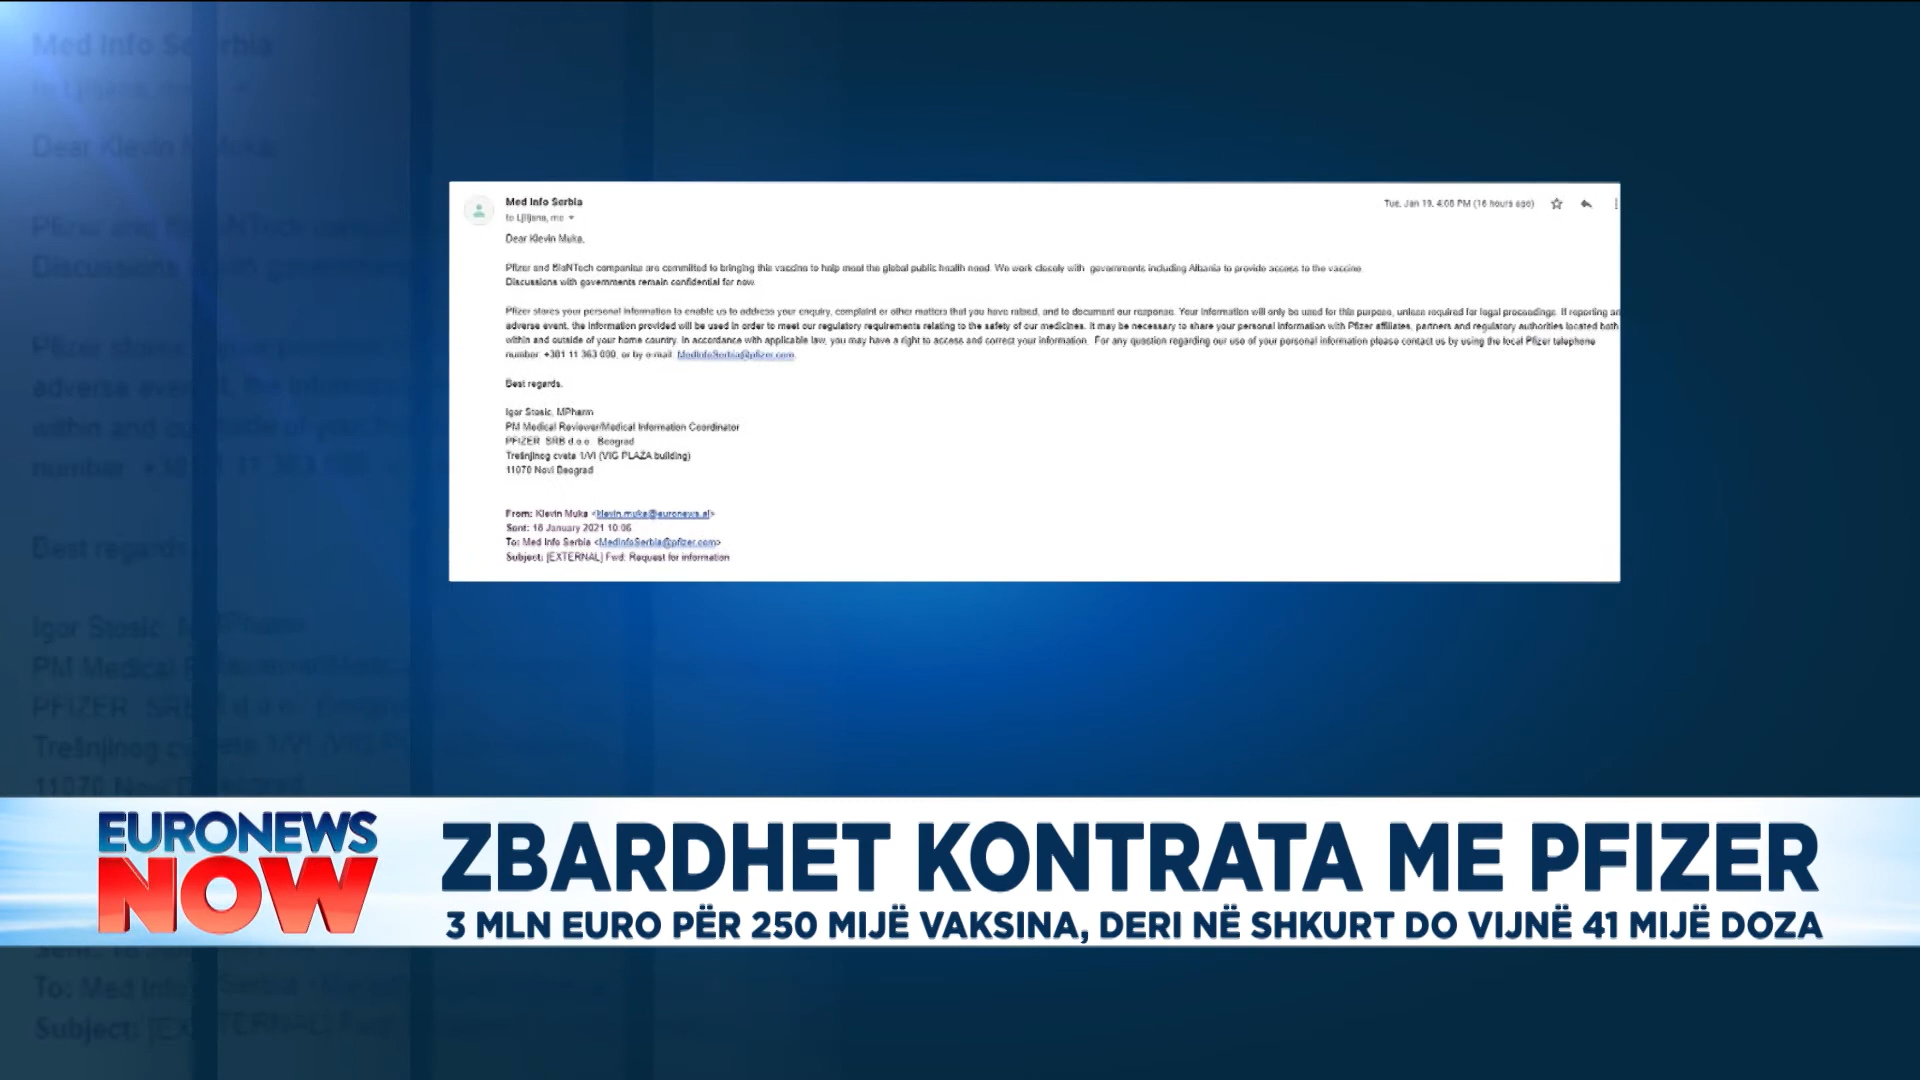 Med Info Serbia
to Ljiljana, me
Tue, Jan 19, 4:08 PM (16 hours ago)
Dear Klevin Muka,
Pfizer and BioNTech companies are committed to bringing this vaccine to help meet the global public health need. We work closely with governments including Albania to provide access to the vaccine.
Discussions with governments remain confidential for now.
Pfizer stores your personal information to enable us to address your enquiry, complaint or other matters that you have raised, and to document our response. Your information will only be used for this purpose, unless required for legal proceedings. If reporting an
adverse event, the information provided will be used in order to meet our regulatory requirements relating to the safety of our medicines. It may be necessary to share your personal information with Pfizer affiliates, partners and regulatory authorities located both
within and outside of your home country. In accordance with applicable law, you may have a right to access and correct your information. For any question regarding our use of your personal information please contact us by using the local Pfizer telephone
number +381 11 363 000, or by e-mail MedInfoSerbia@pfizer.com
Best regards,
Igor Stosic, MPharm
PM Medical Reviewer/Medical Information Coordinator
PFIZER SRB d.o.o. Beograd
Trešnjinog cveta 1/VI (VIG PLAZA building)
11070 Novi Beograd
From: Klevin Muka <klevin.muka@euronews.al>
Sent: 18 January 2021 10:06
To: Med Info Serbia <MedInfoSerbia@pfizer.com>
Subject: [EXTERNAL] Fwd: Request for information
EURONEWS
NOW
ZBARDHET KONTRATA ME PFIZER
3 MLN EURO PËR 250 MIJË VAKSINA, DERI NË SHKURT DO VIJNË 41 MIJË DOZA